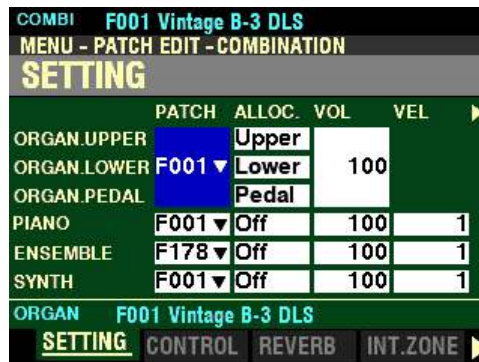 COMBI F001 Vintage B-3 DLS
MENU - PATCH EDIT -COMBINATION
SETTING
PATCH ALLOC. VOL VEL
ORGAN.UPPER Upper
ORGAN.LOWER F001 Lower 100
ORGAN.PEDAL Pedal
PIANO F001 Off 100 1
ENSEMBLE F178 Off 100 1
SYNTH F001 Off 100 1
ORGAN F001 Vintage B-3 DLS
SETTING CONTROL REVERB INT.ZONE